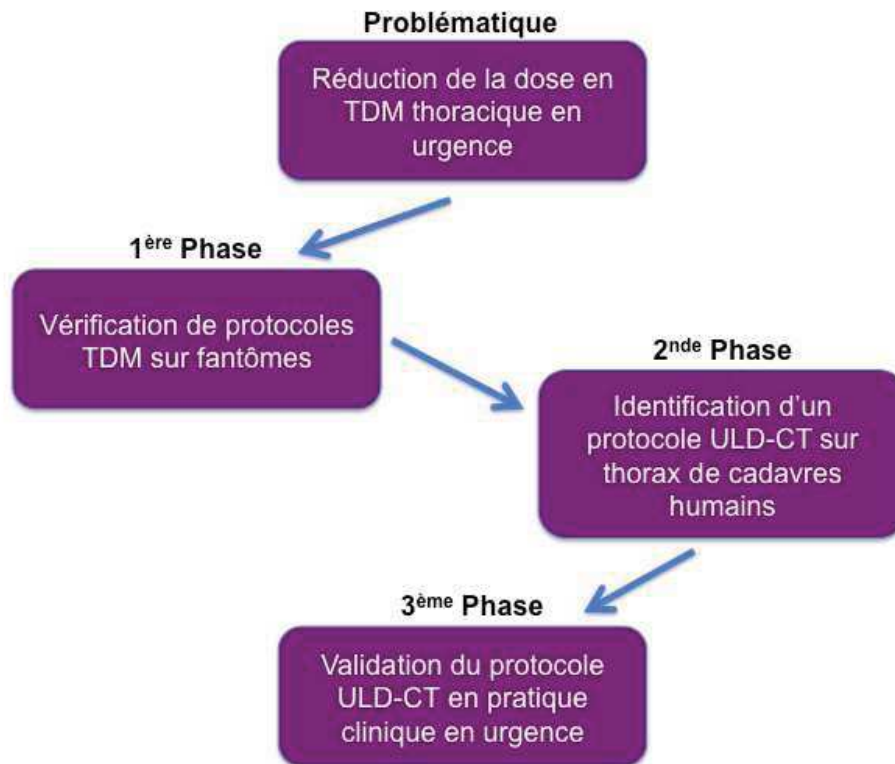 Problématique
Réduction de la dose en
TDM thoracique en
urgence
1ère Phase
Vérification de protocoles
TDM sur fantômes
2nde Phase
Identification d'un
protocole ULD-CT sur
thorax de cadavres
humains
3ème Phase
Validation du protocole
ULD-CT en pratique
clinique en urgence